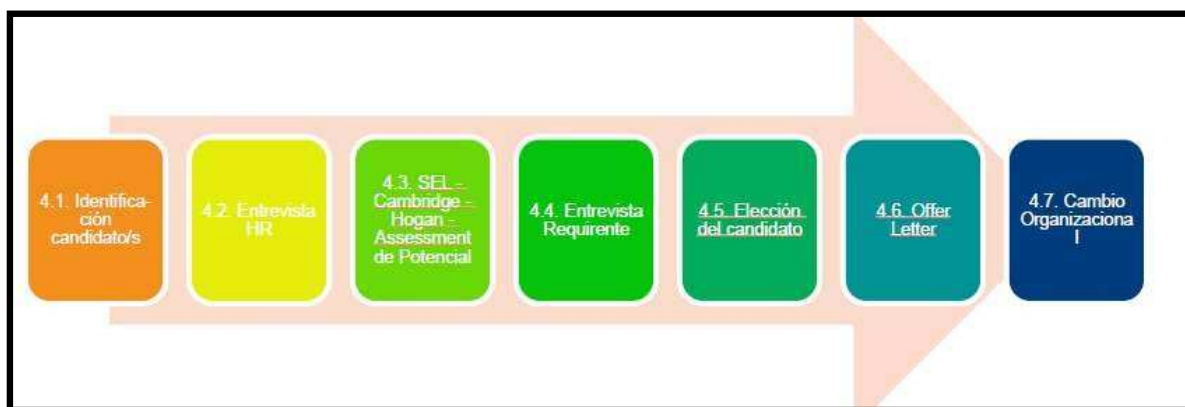 4.1. Identifica-
ción
candidato/s
4.2. Entrevista
HR
4.3. SEL -
Cambridge -
Hogan -
Assessment
de Potencial
4.4. Entrevista
Requirente
4.5. Elección
del candidato
4.6. Offer
Letter
4.7. Cambio
Organizaciona
l